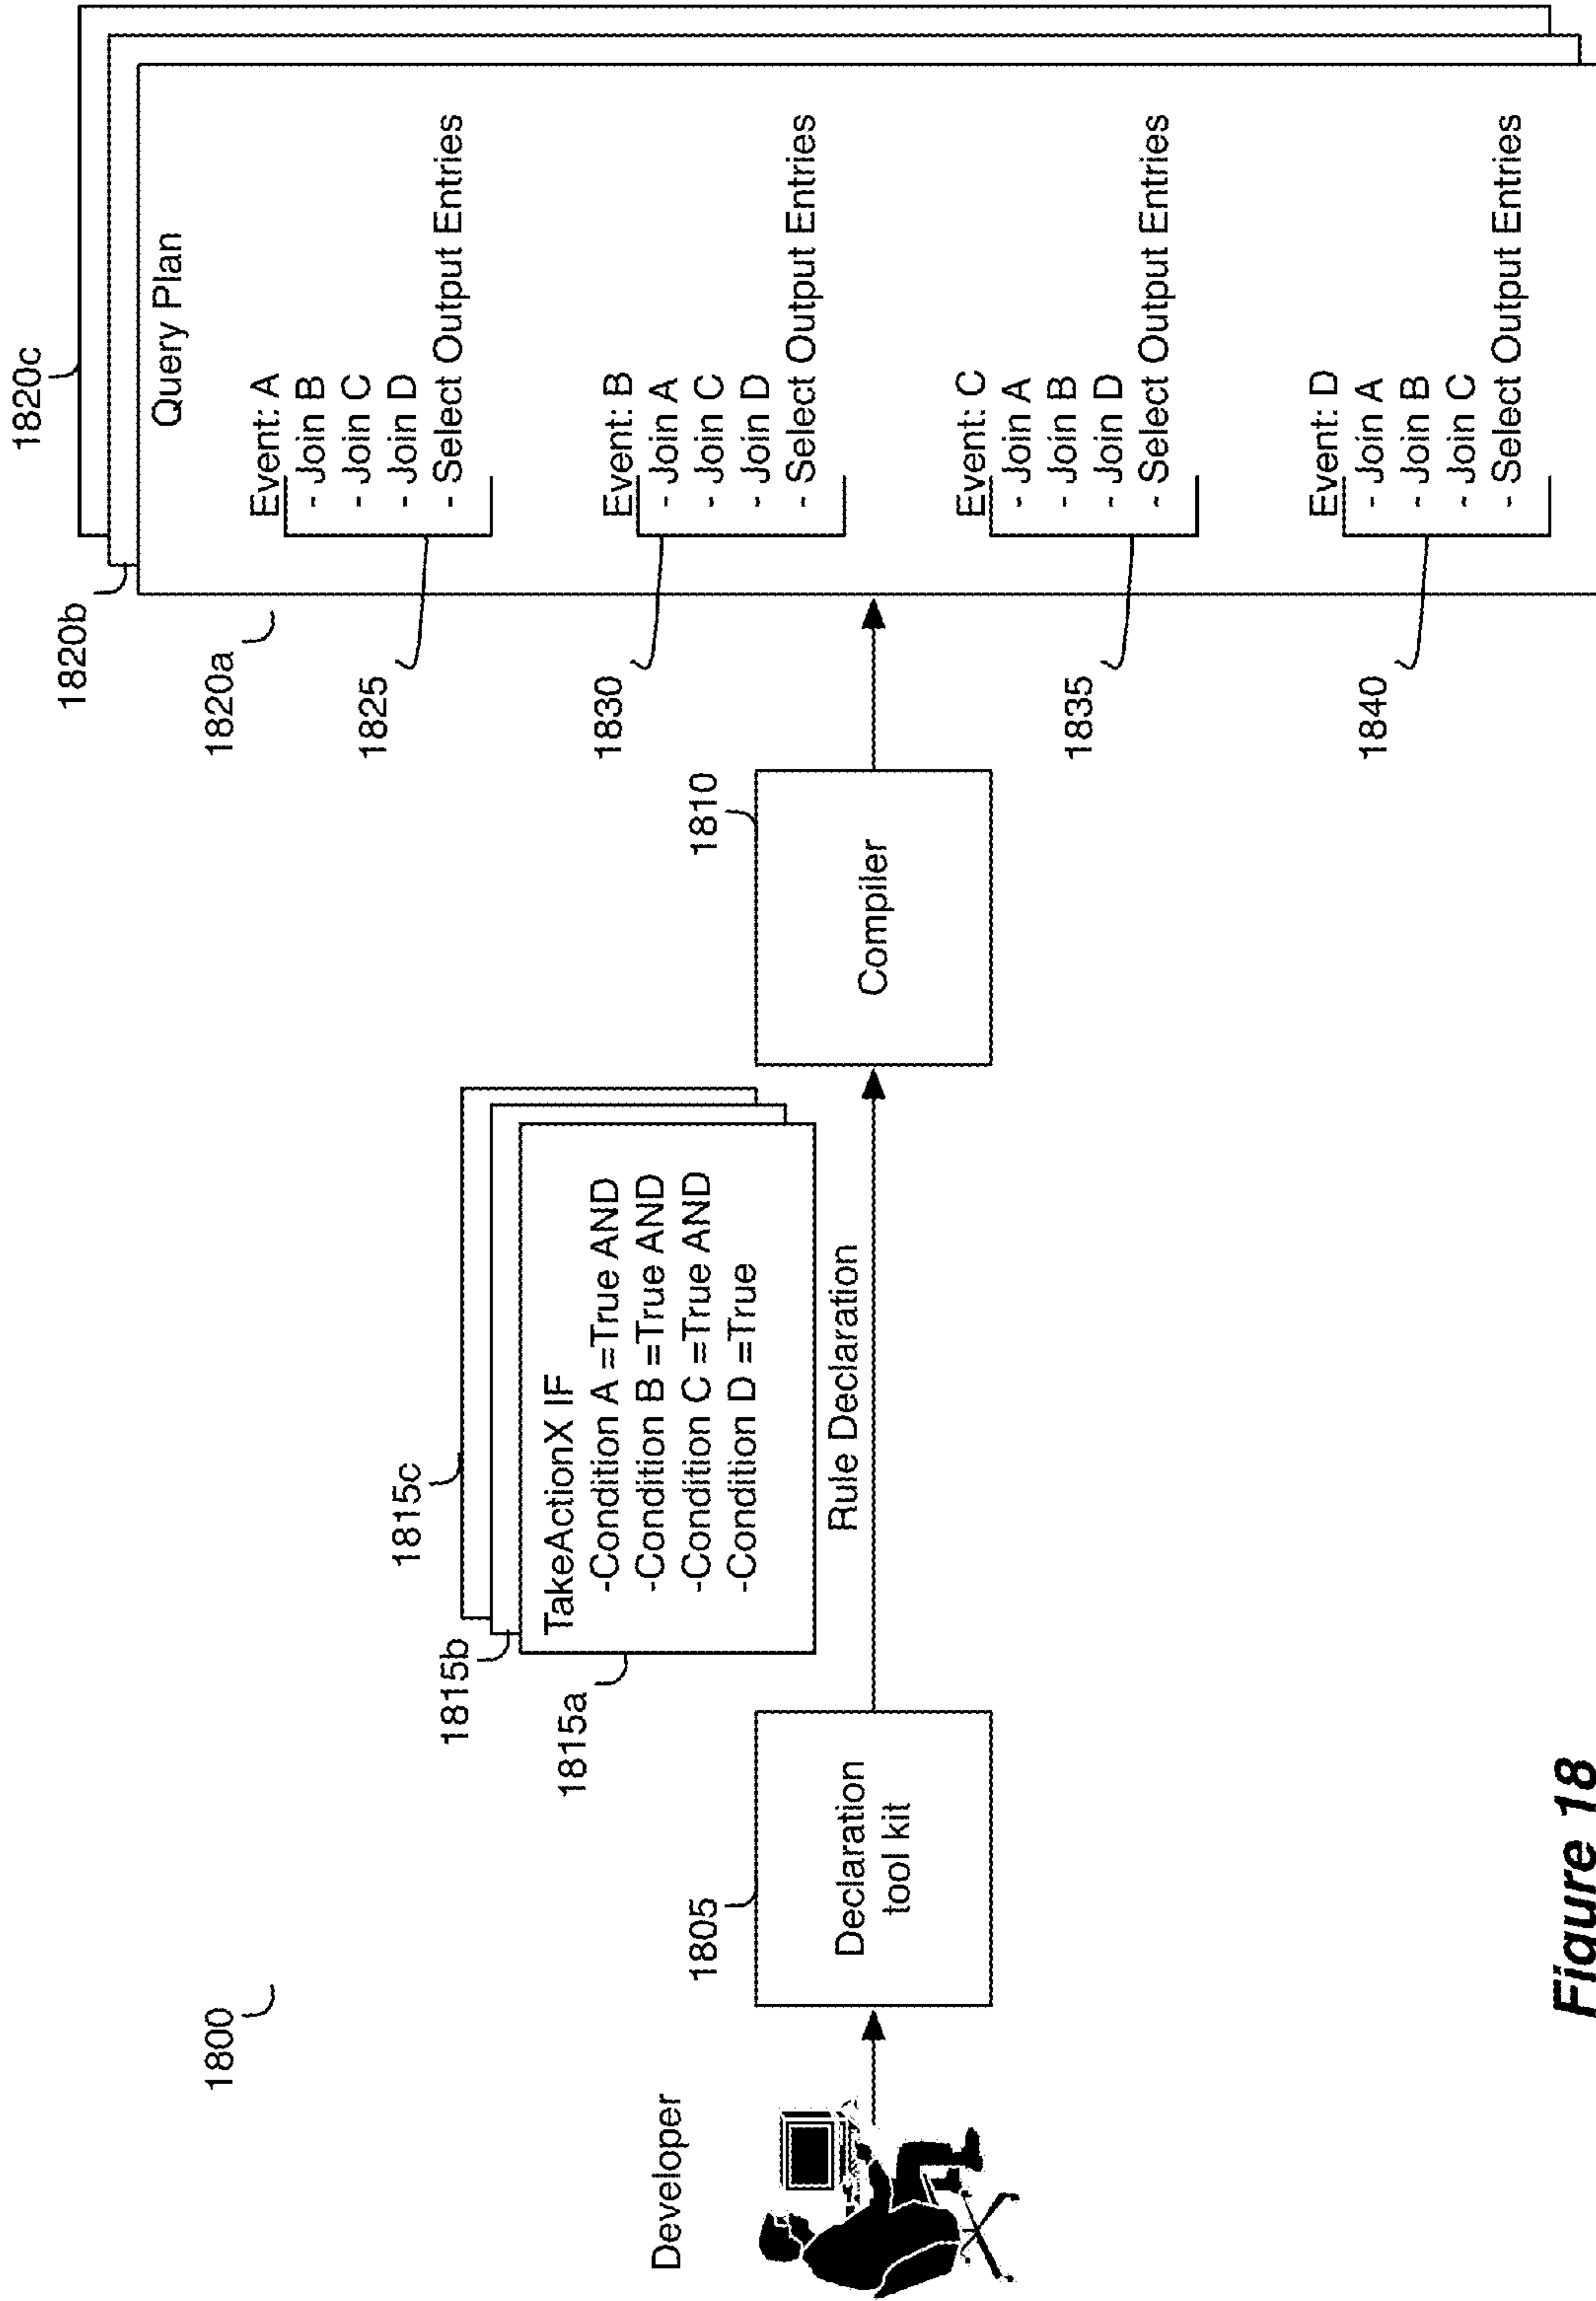 1800
Developer
1805
Declaration
tool kit
1815a
1815b
1815c
TakeActionX IF
-Condition A =True AND
-Condition B =True AND
-Condition C =True AND
-Condition D =True
Rule Declaration
1810
Compiler
1820a
1820b
1820c
Query Plan
1825
Event: A
- Join B
- Join C
- Join D
- Select Output Entries
1830
Event: B
- Join A
- Join C
- Join D
- Select Output Entries
1835
Event: C
- Join A
- Join B
- Join D
- Select Output Entries
1840
Event: D
- Join A
- Join B
- Join C
- Select Output Entries
Figure 18